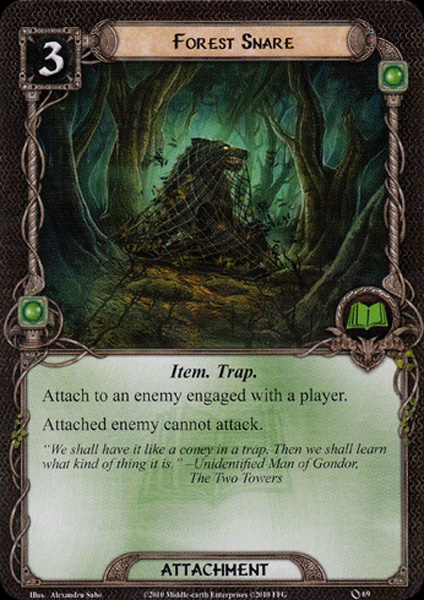 3
Forest Snare
Item. Trap.
Attach to an enemy engaged with a player.
Attached enemy cannot attack.
“We shall have it like a coney in a trap. Then we shall learn
what kind of thing it is.” –Unidentified Man of Gondor,
The Two Towers
ATTACHMENT
Illus. Alexandru Sabo ©2010 Middle-earth Enterprises ©2010 FFG 69